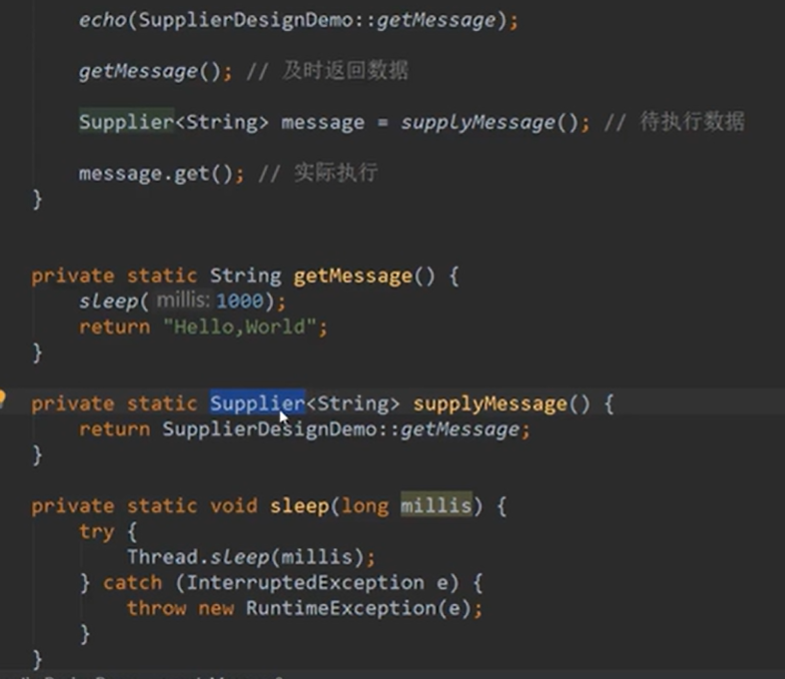 echo(SupplierDesignDemo::getMessage);
getMessage(); // 及时返回数据
Supplier<String> message = supplyMessage(); // 待执行数据
message.get(); // 实际执行
}
private static String getMessage() {
sleep( millis: 1000);
return "Hello,World";
}
private static Supplier<String> supplyMessage() {
return SupplierDesignDemo::getMessage;
}
private static void sleep(long millis) {
try {
Thread.sleep(millis);
} catch (InterruptedException e) {
throw new RuntimeException(e);
}
}